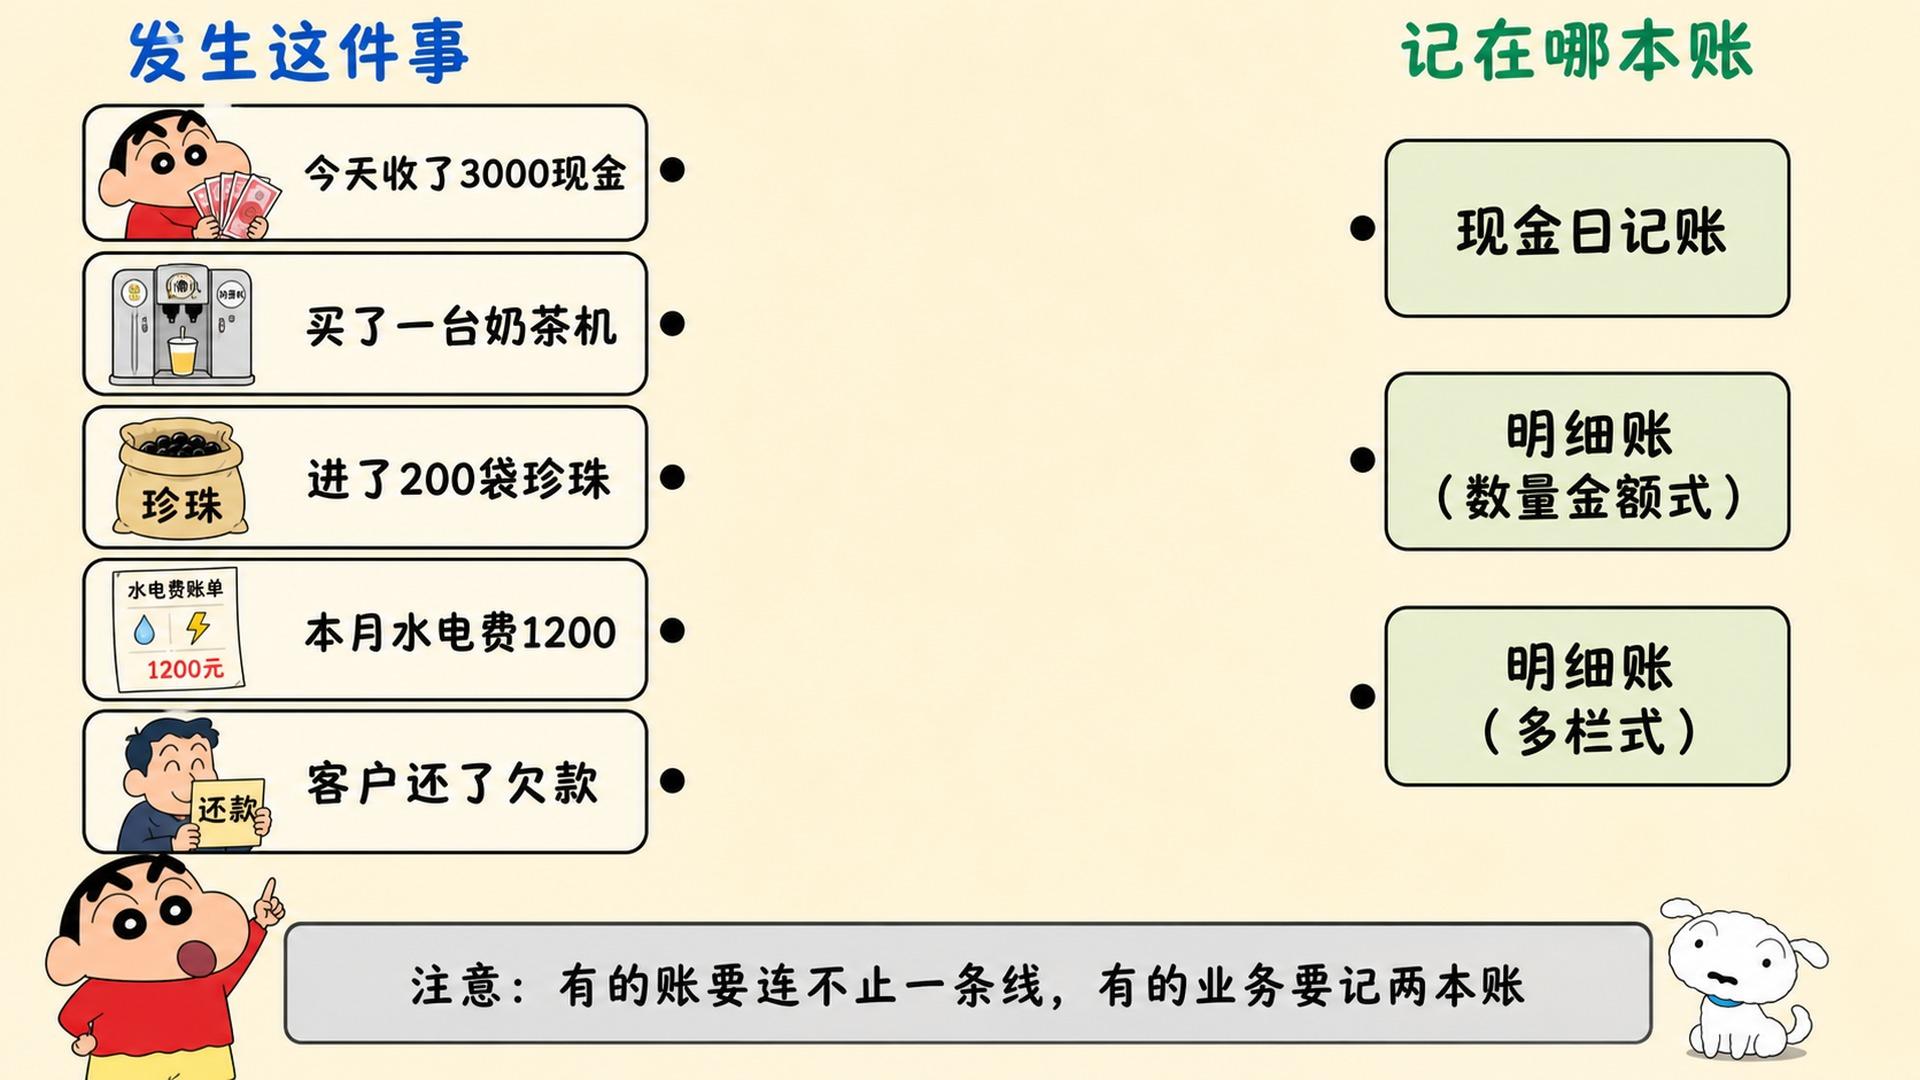 发生这件事
记在哪本账
今天收了3000现金
买了一台奶茶机
珍珠
进了200袋珍珠
水电费账单
1200元
本月水电费1200
还款
客户还了欠款
现金日记账
明细账
（数量金额式）
明细账
（多栏式）
注意：有的账要连不止一条线，有的业务要记两本账